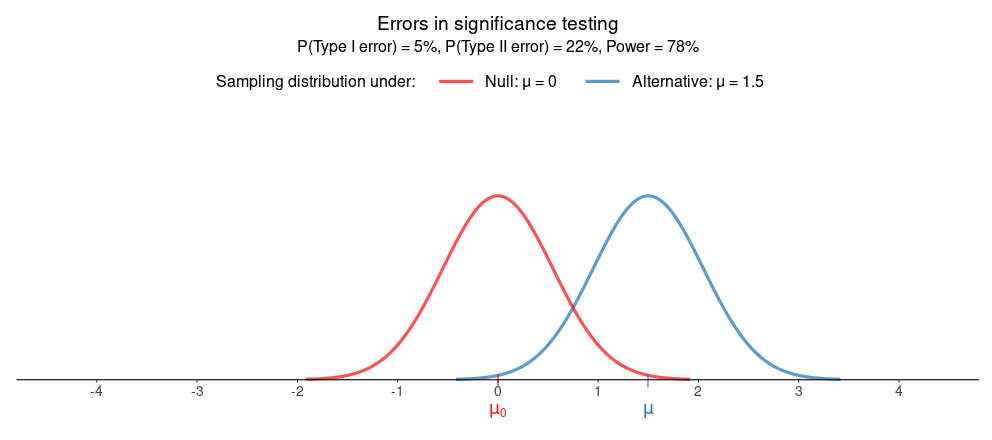 Errors in significance testing
P(Type I error) = 5%, P(Type II error) = 22%, Power = 78%
Sampling distribution under: Null: μ = 0 Alternative: μ = 1.5
-4 -3 -2 -1 0 1 2 3 4
μ₀ μ